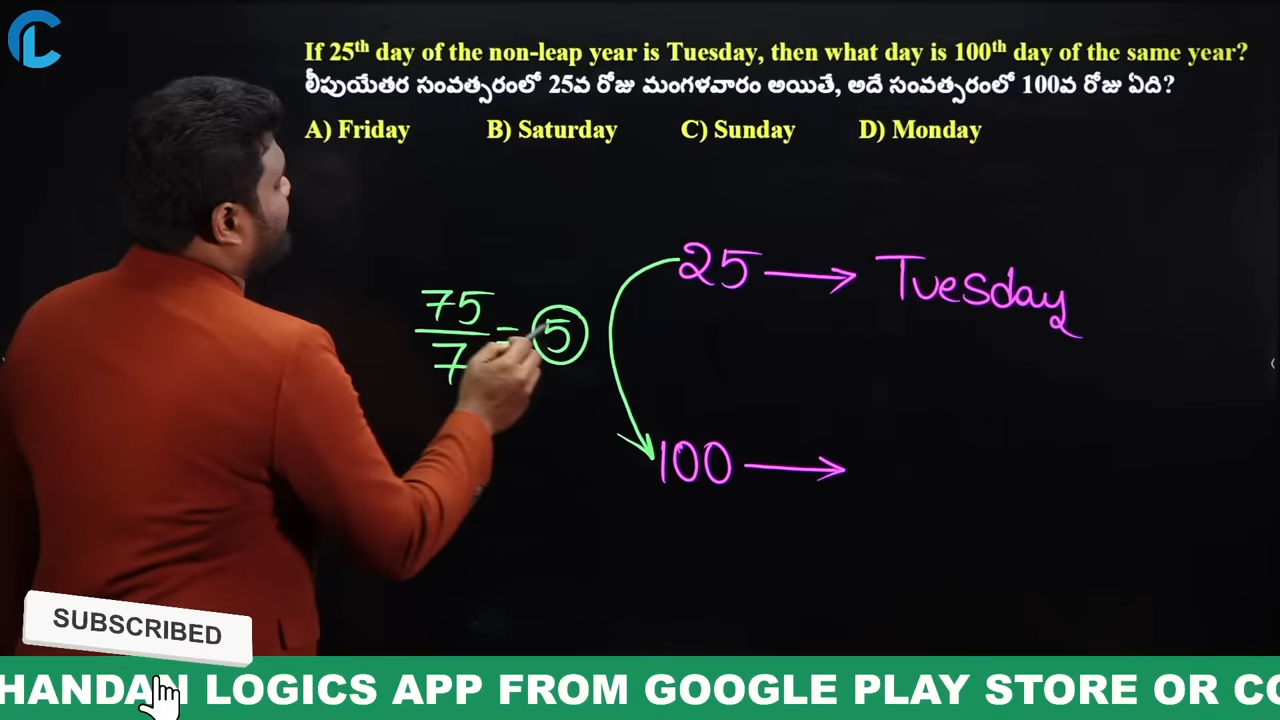 If 25th day of the non-leap year is Tuesday, then what day is 100th day of the same year?
లీపుయేతర సంవత్సరంలో 25వ రోజు మంగళవారం అయితే, అదే సంవత్సరంలో 100వ రోజు ఏది?
A) Friday B) Saturday C) Sunday D) Monday
25 → Tuesday
75
7 = 5
100 →
SUBSCRIBED
HANDAN LOGICS APP FROM GOOGLE PLAY STORE OR CO